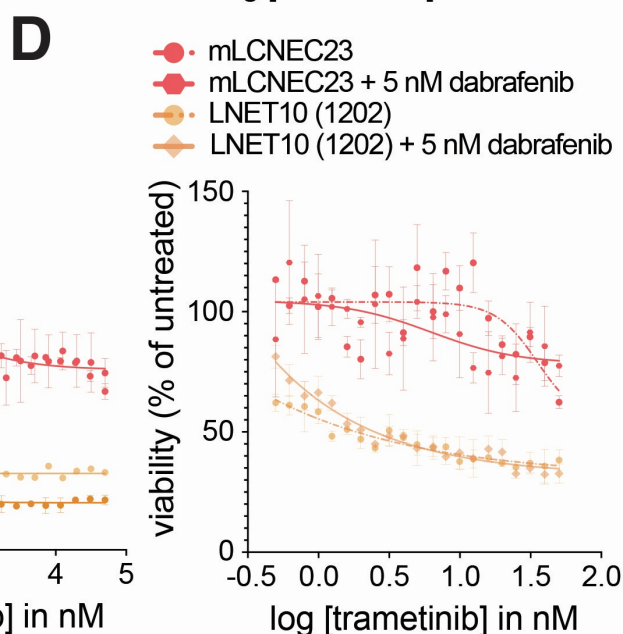 D
mLCNEC23
mLCNEC23 + 5 nM dabrafenib
LNET10 (1202)
LNET10 (1202) + 5 nM dabrafenib
viability (% of untreated)
150
100
50
0
-0.5 0.0 0.5 1.0 1.5 2.0
log [trametinib] in nM
4 5
] in nM